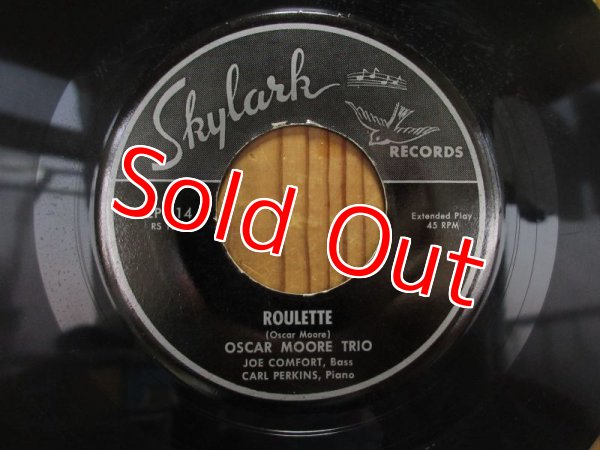 Skylark
RECORDS
Extended Play
45 RPM
Sold Out
ROULETTE
(Oscar Moore)
OSCAR MOORE TRIO
JOE COMFORT, Bass
CARL PERKINS, Piano